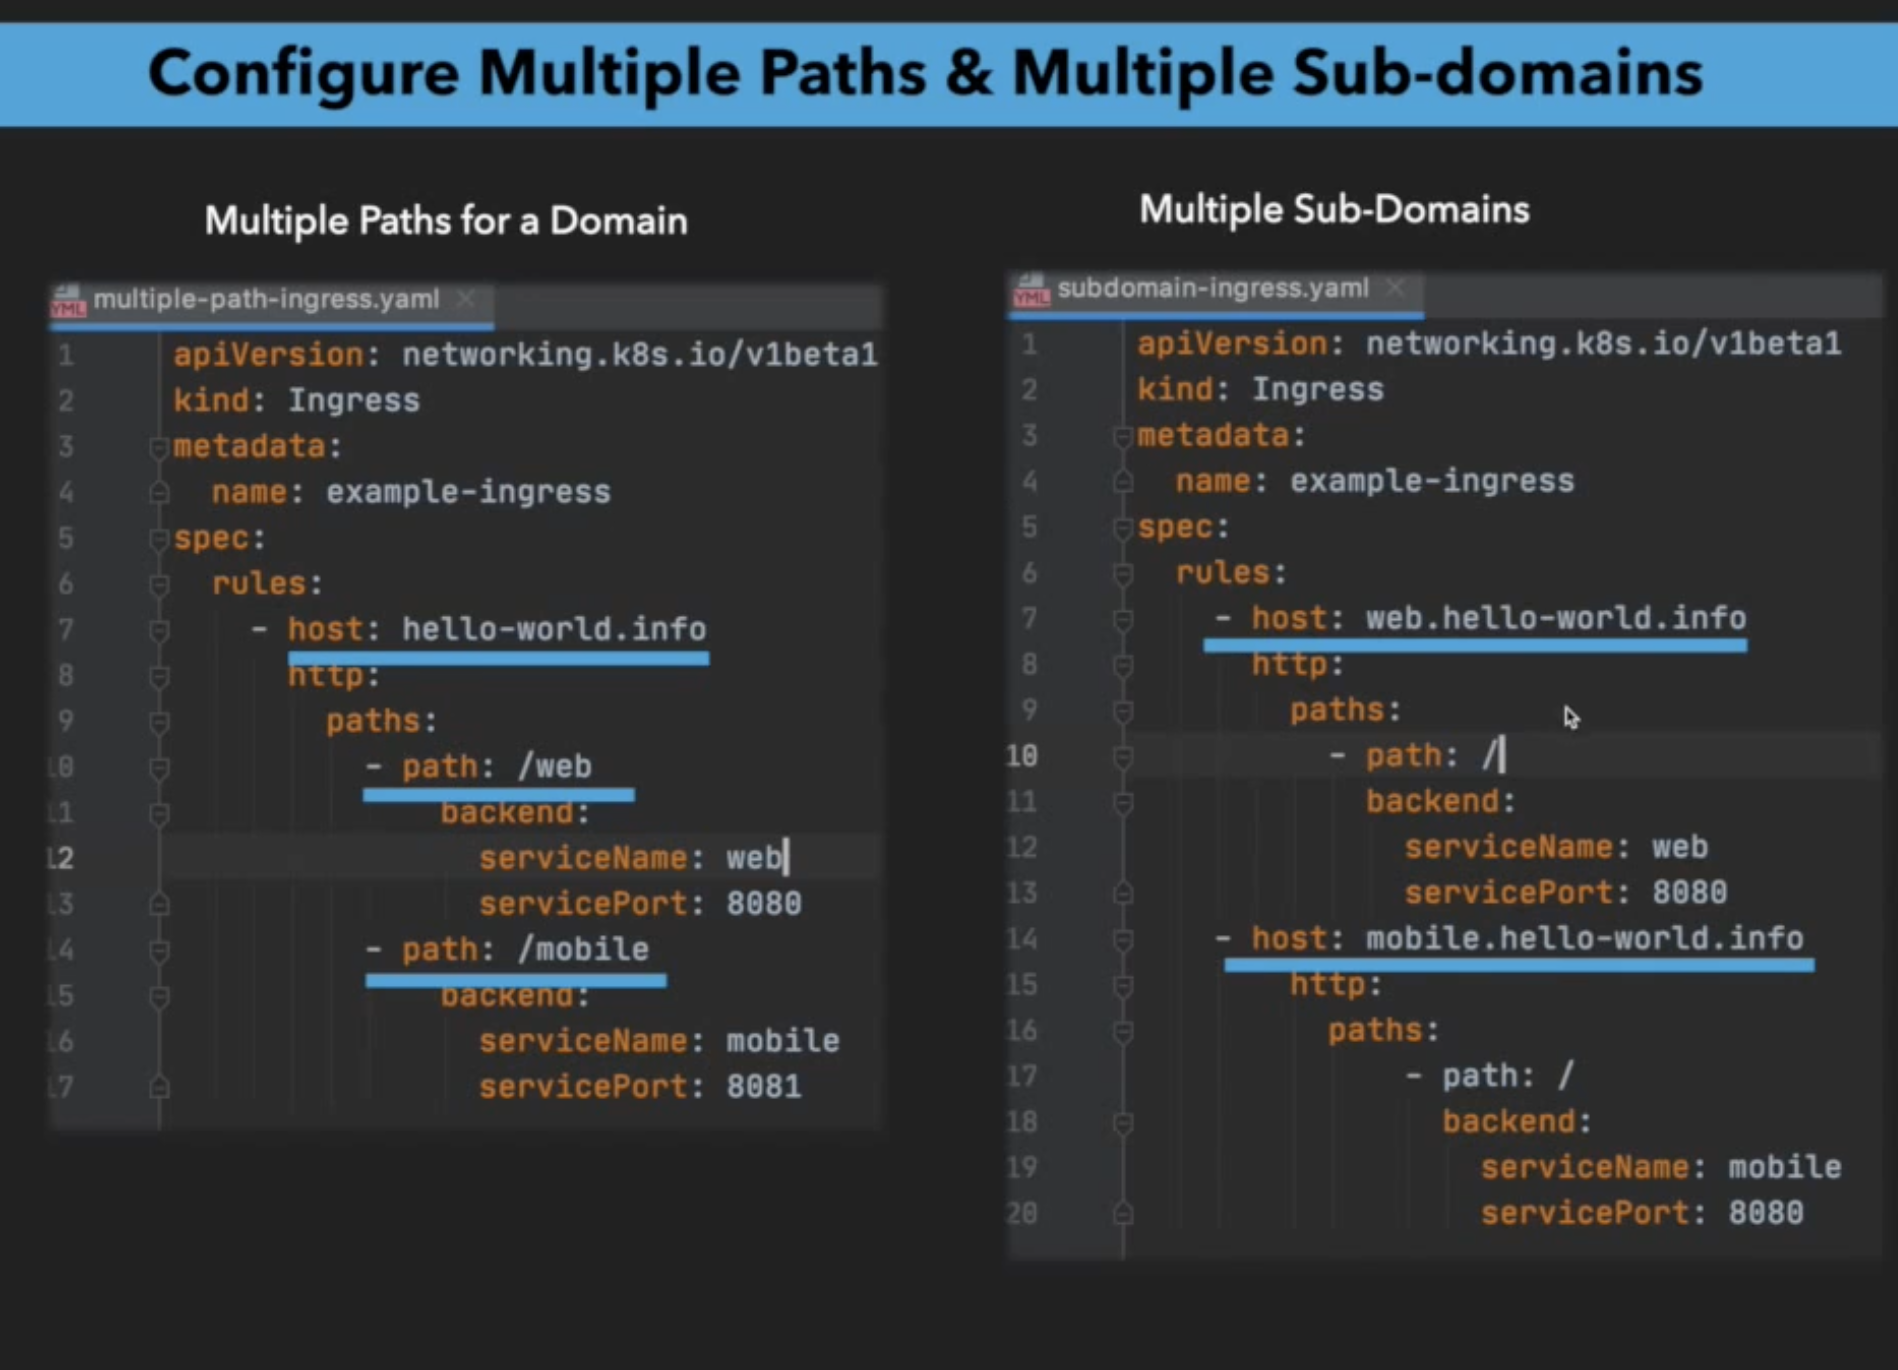 Configure Multiple Paths & Multiple Sub-domains
Multiple Paths for a Domain
YML multiple-path-ingress.yaml ×
1 apiVersion: networking.k8s.io/v1beta1
2 kind: Ingress
3 metadata:
4   name: example-ingress
5 spec:
6   rules:
7     - host: hello-world.info
8       http:
9         paths:
10           - path: /web
11               backend:
12                 serviceName: web
13                 servicePort: 8080
14           - path: /mobile
15               backend:
16                 serviceName: mobile
17                 servicePort: 8081
Multiple Sub-Domains
YML subdomain-ingress.yaml ×
1 apiVersion: networking.k8s.io/v1beta1
2 kind: Ingress
3 metadata:
4   name: example-ingress
5 spec:
6   rules:
7     - host: web.hello-world.info
8       http:
9         paths:
10           - path: /
11             backend:
12               serviceName: web
13               servicePort: 8080
14     - host: mobile.hello-world.info
15         http:
16           paths:
17               - path: /
18                 backend:
19                   serviceName: mobile
20                   servicePort: 8080